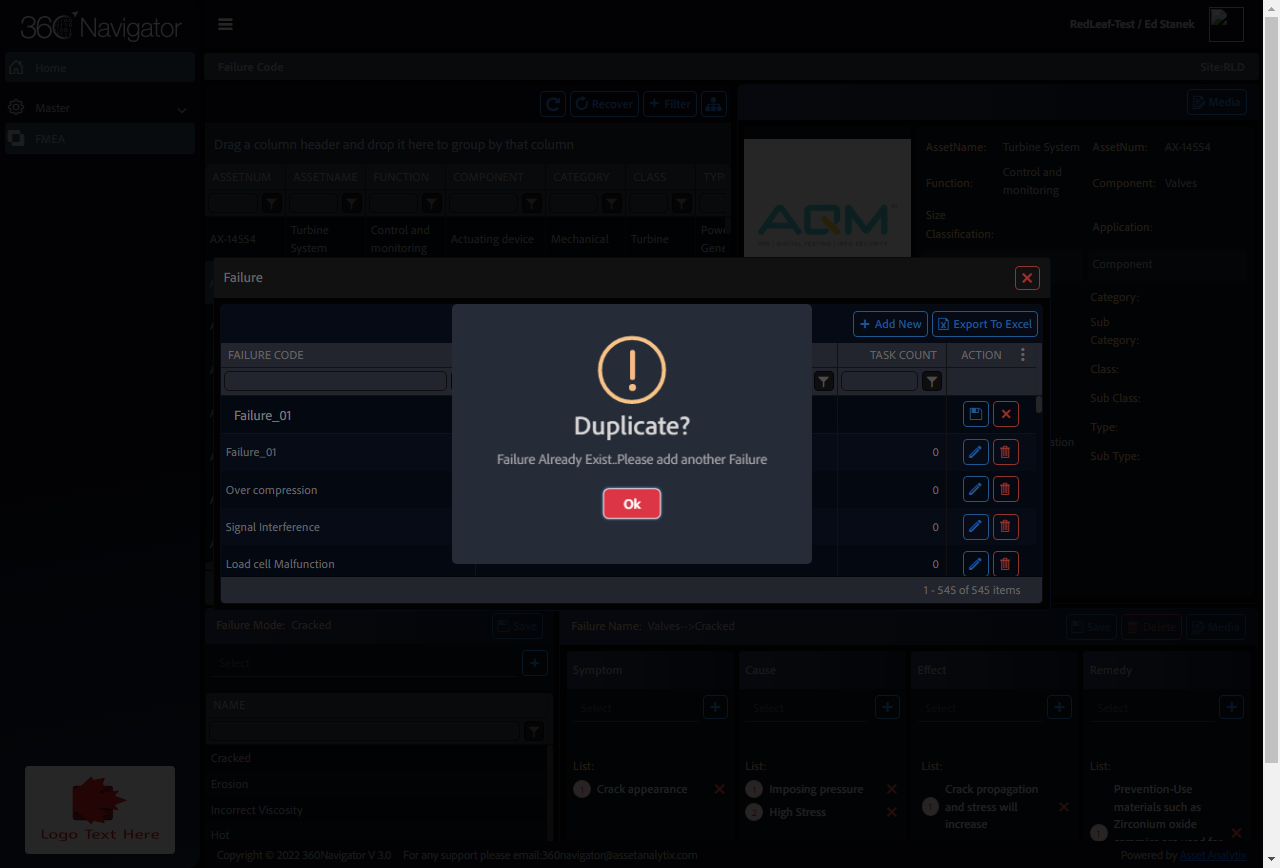 360 Navigator
RedLeaf-Test / Ed Stanek
Home
Master
FMEA
Failure Code
Site:RLD
Recover
Filter
Media
Drag a column header and drop it here to group by that column
ASSETNUM ASSETNAME FUNCTION COMPONENT CATEGORY CLASS TYP
AX-14554 Turbine System Control and monitoring Actuating device Mechanical Turbine Powe Gene
AQM
AssetName: Turbine System AssetNum: AX-14554
Function: Control and monitoring Component: Valves
Size Classification: Application:
Component
Category:
Sub Category:
Class:
Sub Class:
Type:
Sub Type:
ation
Failure
Add New
Export To Excel
FAILURE CODE TASK COUNT ACTION
Failure_01
Failure_01 0
Over compression 0
Signal Interference 0
Load cell Malfunction 0
1 - 545 of 545 items
Duplicate?
Failure Already Exist..Please add another Failure
Ok
Failure Mode: Cracked
Save
Select
NAME
Cracked
Erosion
Incorrect Viscosity
Hot
Failure Name: Valves-->Cracked
Save
Delete
Media
Symptom Cause Effect Remedy
Select Select Select Select
List: List: List: List:
1 Crack appearance
1 Imposing pressure
2 High Stress
1 Crack propagation and stress will increase
1 Prevention-Use materials such as Zirconium oxide
Logo Text Here
Copyright © 2022 360Navigator V 3.0 For any support please email:360navigator@assetanalytix.com
Powered by Asset Analytix